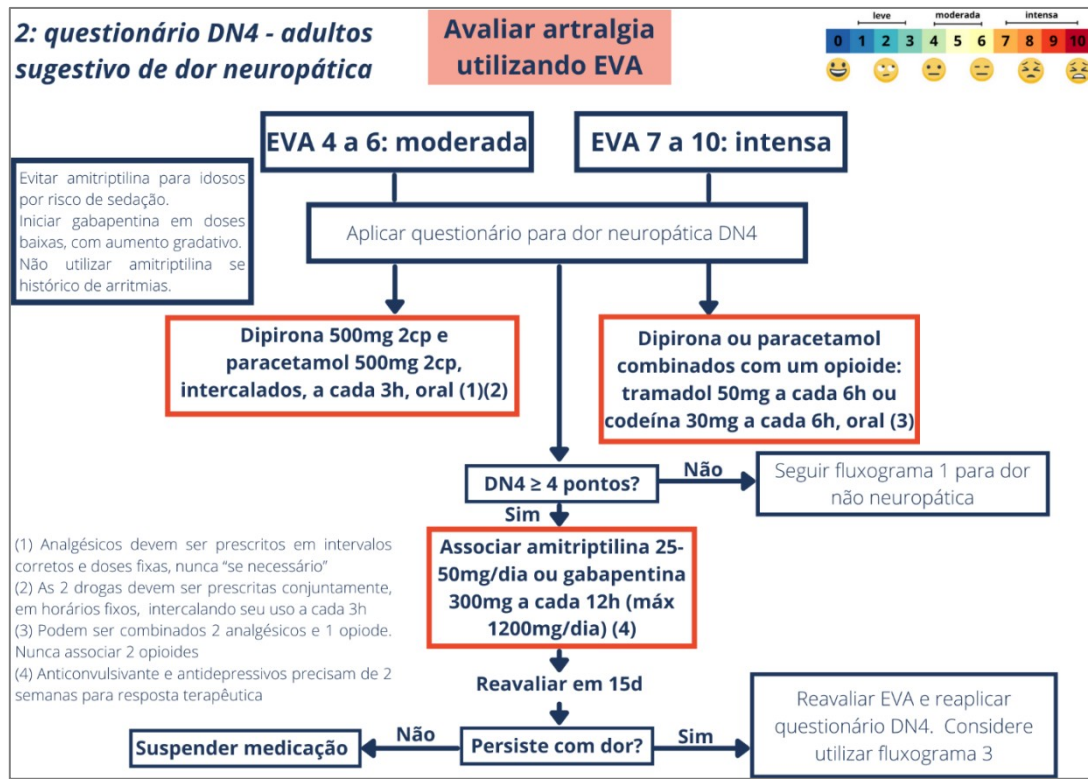 2: questionário DN4 - adultos
sugestivo de dor neuropática
Avaliar artralgia
utilizando EVA
leve
moderada
intensa
0 1 2 3 4 5 6 7 8 9 10
EVA 4 a 6: moderada
EVA 7 a 10: intensa
Evitar amitriptilina para idosos
por risco de sedação.
Iniciar gabapentina em doses
baixas, com aumento gradativo.
Não utilizar amitriptilina se
histórico de arritmias.
Aplicar questionário para dor neuropática DN4
Dipirona 500mg 2cp e
paracetamol 500mg 2cp,
intercalados, a cada 3h, oral (1)(2)
Dipirona ou paracetamol
combinados com um opioide:
tramadol 50mg a cada 6h ou
codeína 30mg a cada 6h, oral (3)
DN4 ≥ 4 pontos?
Não
Seguir fluxograma 1 para dor
não neuropática
Sim
(1) Analgésicos devem ser prescritos em intervalos
corretos e doses fixas, nunca "se necessário"
(2) As 2 drogas devem ser prescritas conjuntamente,
em horários fixos, intercalando seu uso a cada 3h
(3) Podem ser combinados 2 analgésicos e 1 opiode.
Nunca associar 2 opioides
(4) Anticonvulsivante e antidepressivos precisam de 2
semanas para resposta terapêutica
Associar amitriptilina 25-
50mg/dia ou gabapentina
300mg a cada 12h (máx
1200mg/dia) (4)
Reavaliar em 15d
Persiste com dor?
Não
Suspender medicação
Sim
Reavaliar EVA e reaplicar
questionário DN4. Considere
utilizar fluxograma 3